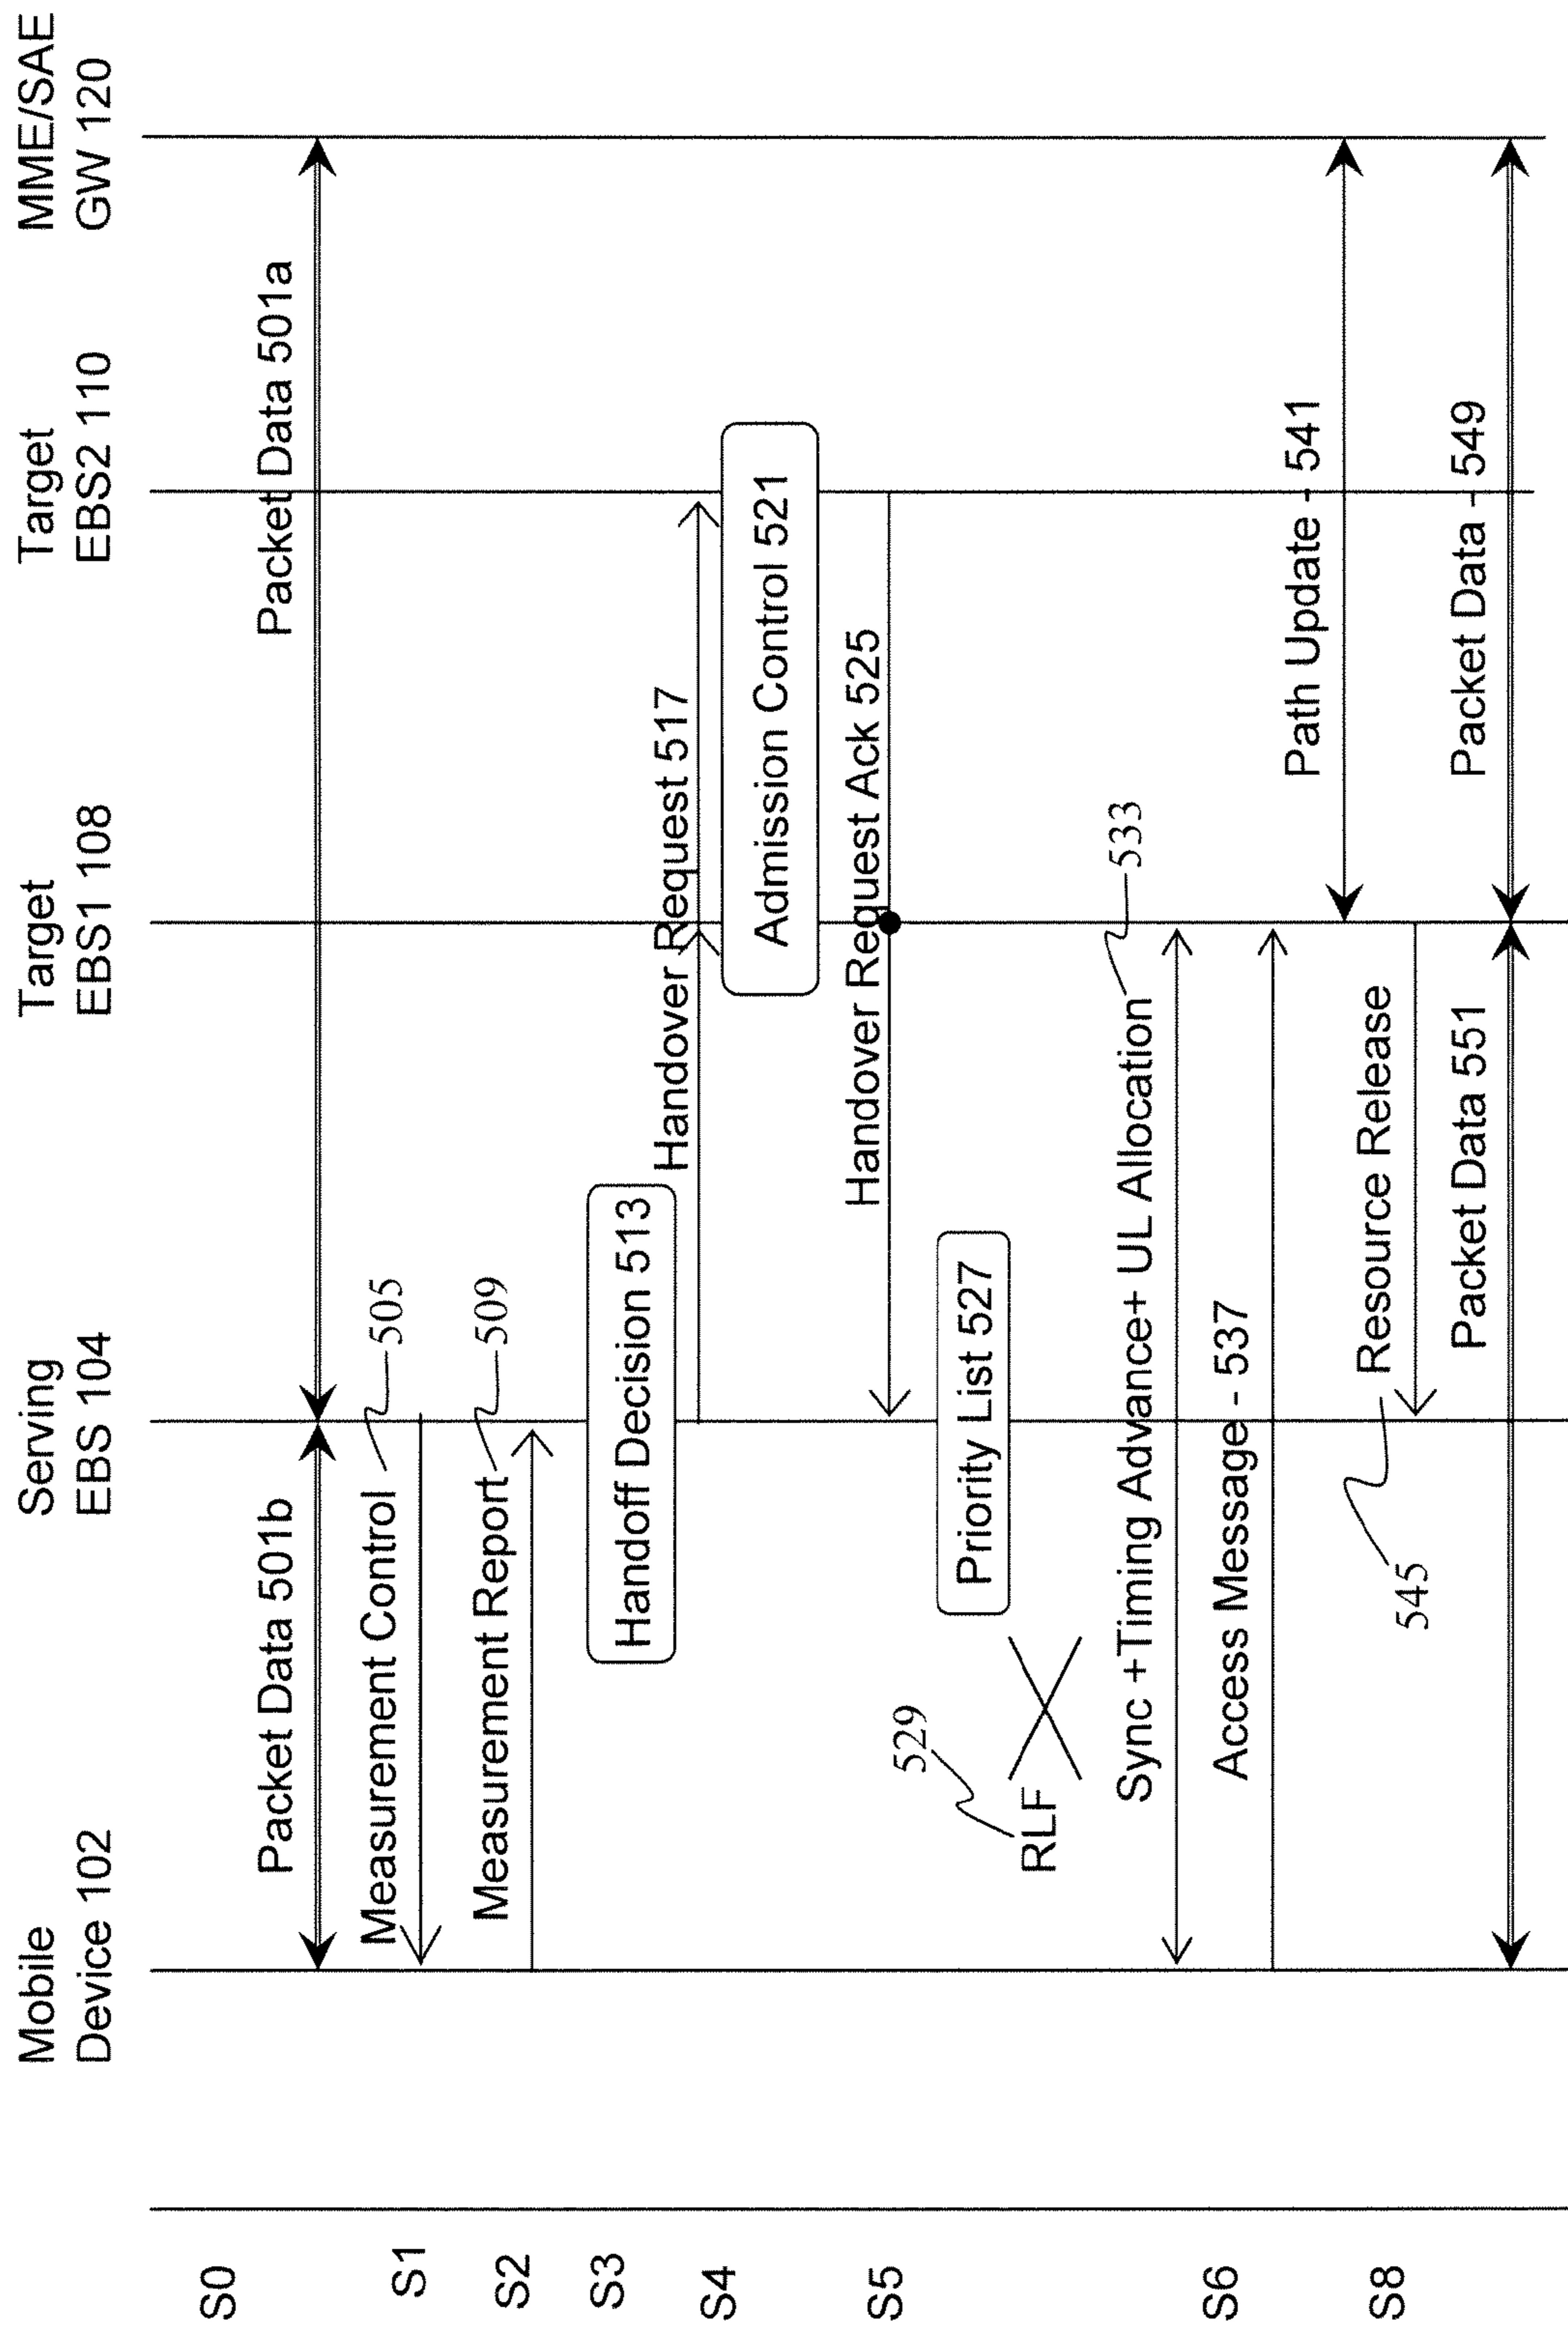 Mobile
Device 102
Serving
EBS 104
Target
EBS1 108
Target
EBS2 110
MME/SAE
GW 120
S0
Packet Data 501b
Packet Data 501a
S1
Measurement Control
505
S2
Measurement Report
509
S3
Handoff Decision 513
S4
Handover Request 517
Admission Control 521
S5
Handover Request Ack 525
Priority List 527
529
RLF
Sync +Timing Advance+ UL Allocation
533
S6
Access Message - 537
Path Update - 541
S8
Resource Release
545
Packet Data 551
Packet Data - 549